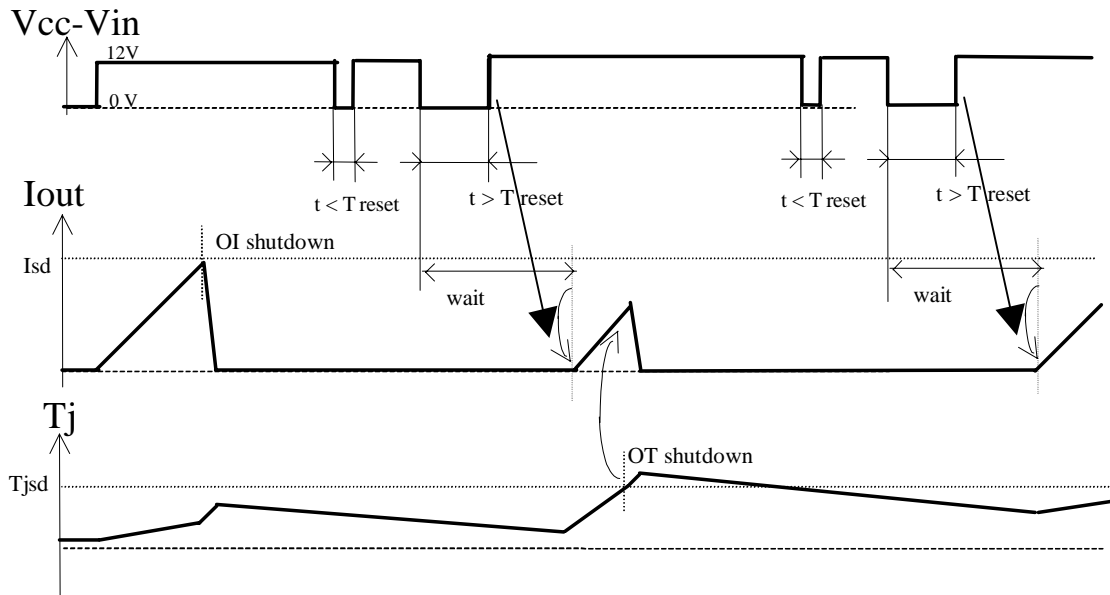 Vcc-Vin
12V
0 V
t < T reset
t > T reset
t < T reset
t > T reset
Iout
OI shutdown
Isd
wait
wait
Tj
OT shutdown
Tjsd